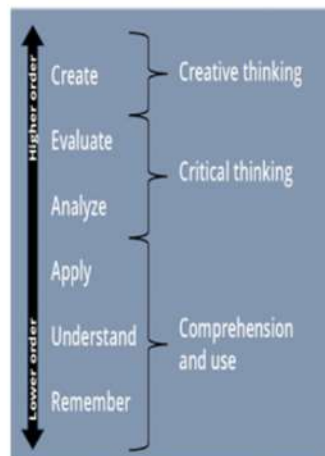 Higher order
Create
Creative thinking
Evaluate
Critical thinking
Analyze
Apply
Understand
Comprehension
and use
Remember
Lower order